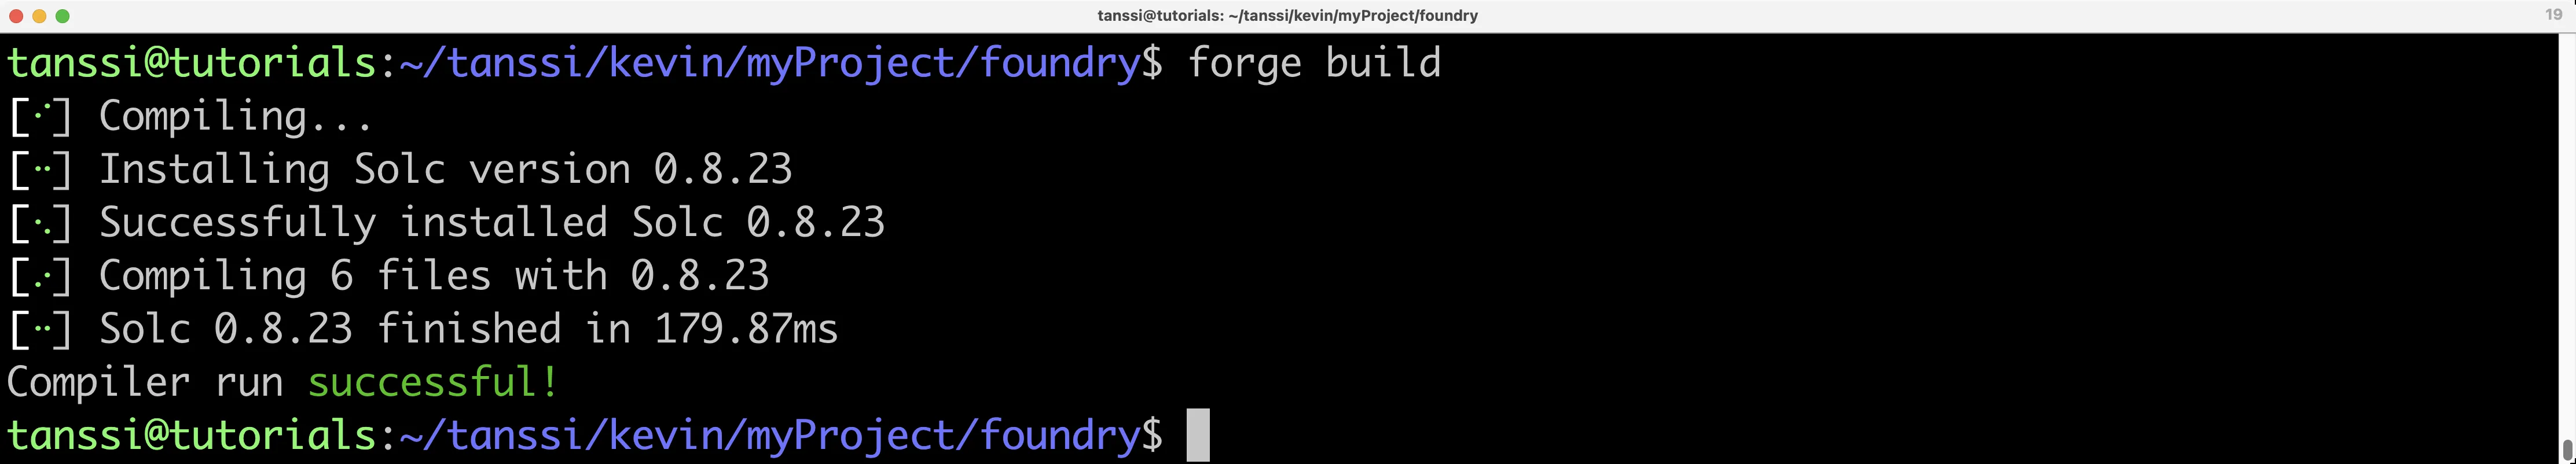 tanssi@tutorials: ~/tanssi/kevin/myProject/foundry
19
tanssi@tutorials:~/tanssi/kevin/myProject/foundry$ forge build
[⠊] Compiling...
[⠒] Installing Solc version 0.8.23
[⠢] Successfully installed Solc 0.8.23
[⠔] Compiling 6 files with 0.8.23
[⠒] Solc 0.8.23 finished in 179.87ms
Compiler run successful!
tanssi@tutorials:~/tanssi/kevin/myProject/foundry$